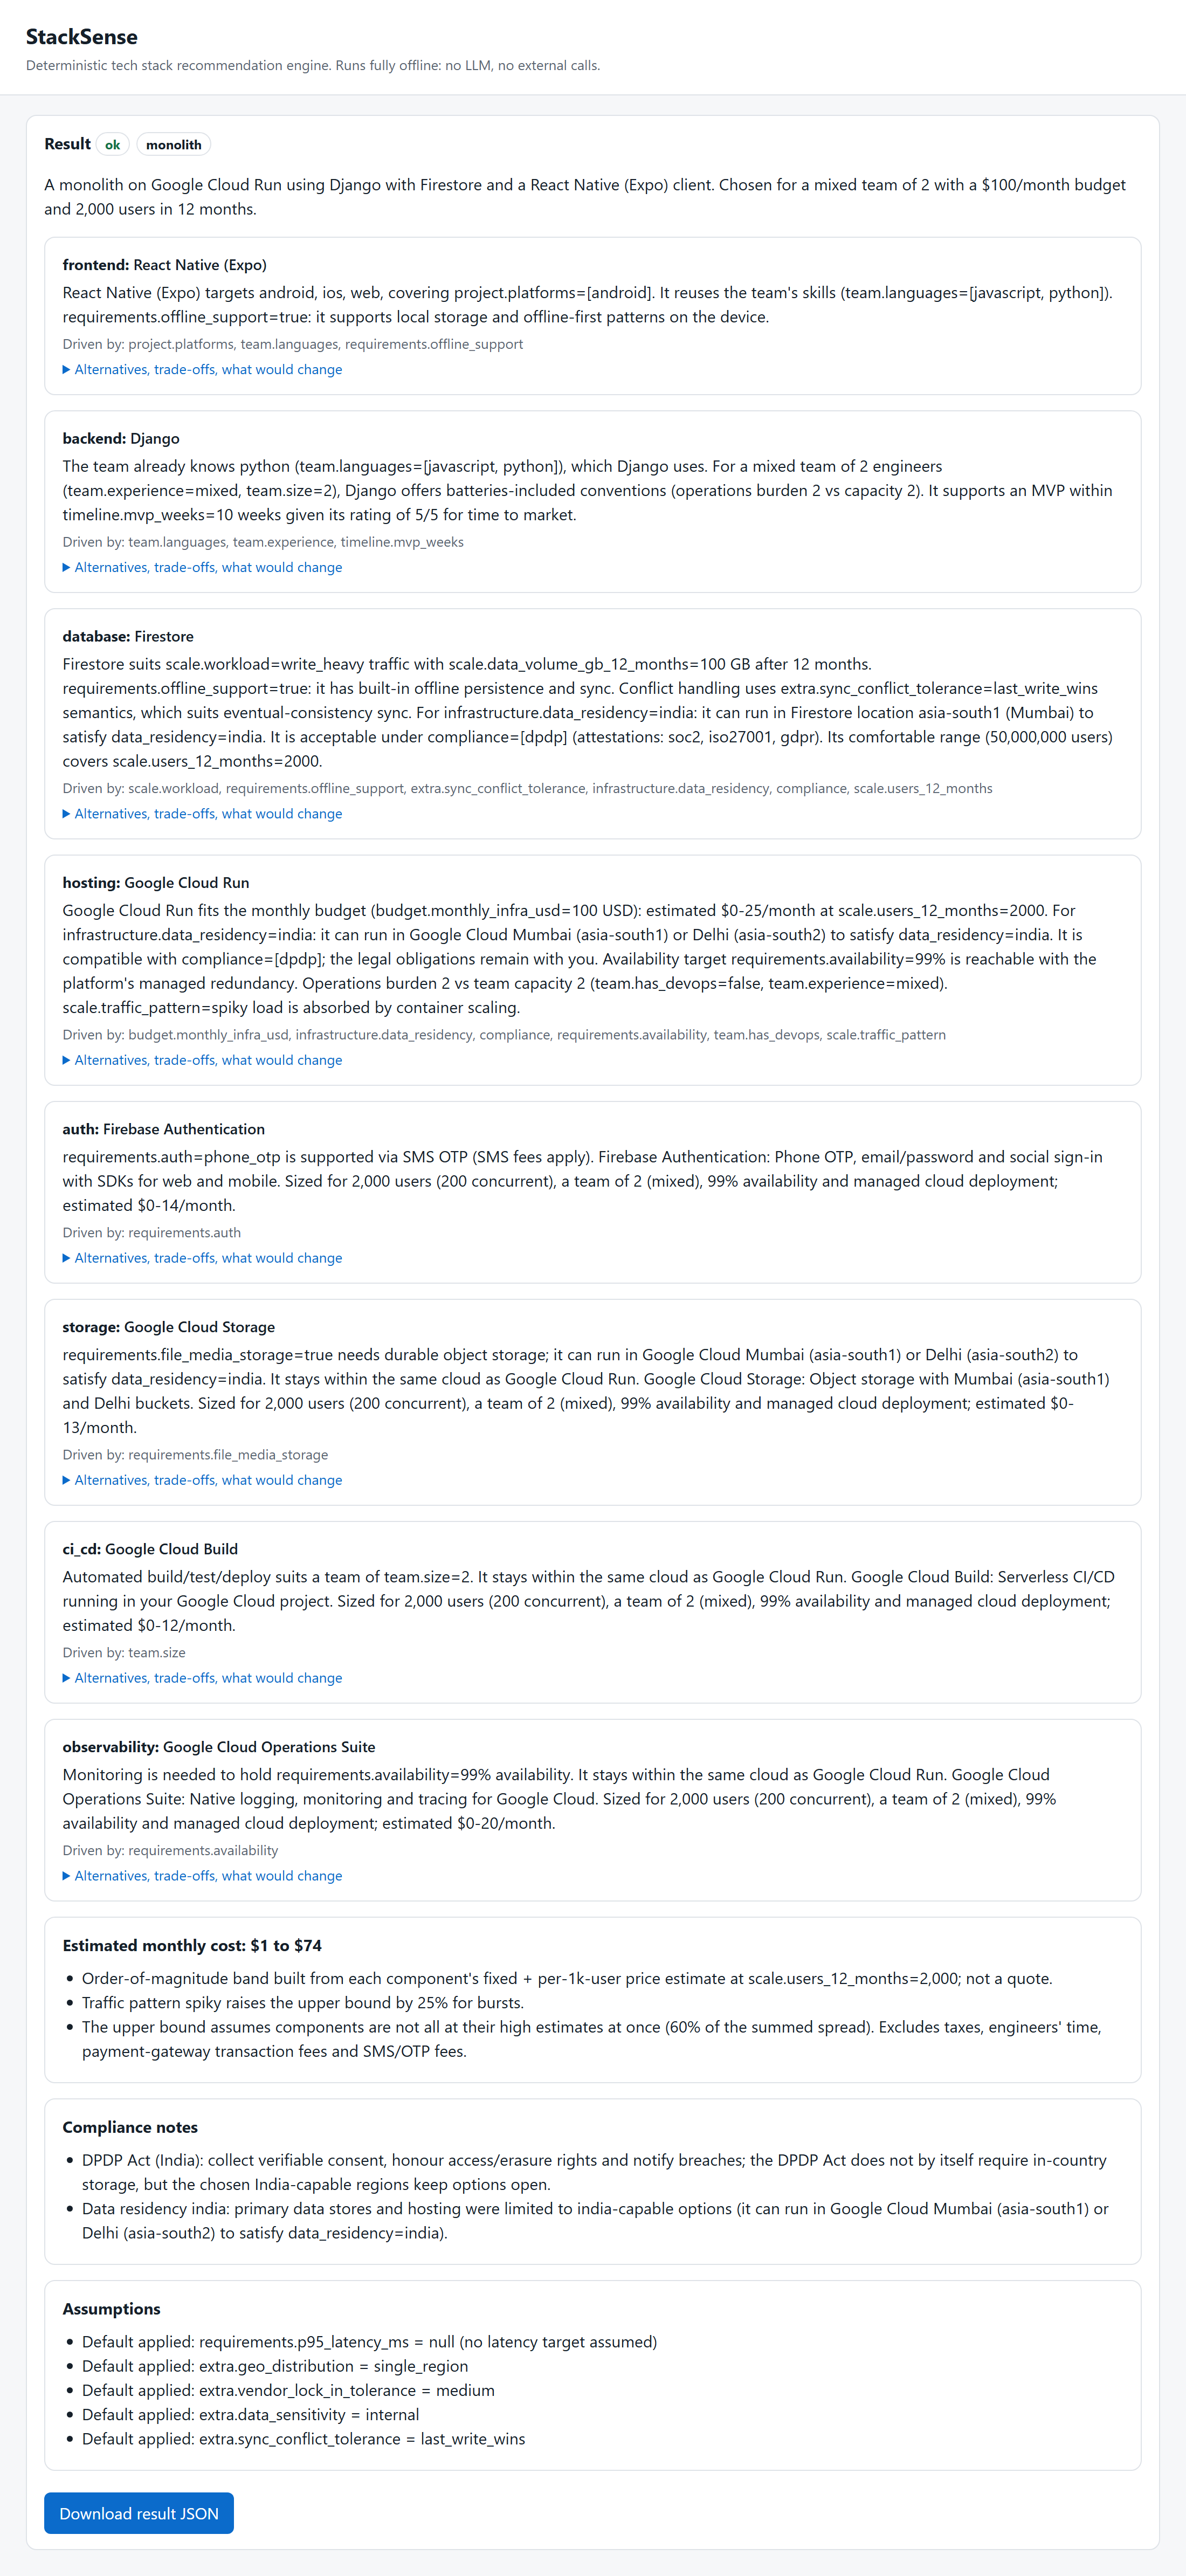 StackSense
Deterministic tech stack recommendation engine. Runs fully offline: no LLM, no external calls.
Result ok monolith
A monolith on Google Cloud Run using Django with Firestore and a React Native (Expo) client. Chosen for a mixed team of 2 with a $100/month budget
and 2,000 users in 12 months.
frontend: React Native (Expo)
React Native (Expo) targets android, ios, web, covering project.platforms=[android]. It reuses the team's skills (team.languages=[javascript, python]).
requirements.offline_support=true: it supports local storage and offline-first patterns on the device.
Driven by: project.platforms, team.languages, requirements.offline_support
▶ Alternatives, trade-offs, what would change
backend: Django
The team already knows python (team.languages=[javascript, python]), which Django uses. For a mixed team of 2 engineers
(team.experience=mixed, team.size=2), Django offers batteries-included conventions (operations burden 2 vs capacity 2). It supports an MVP within
timeline.mvp_weeks=10 weeks given its rating of 5/5 for time to market.
Driven by: team.languages, team.experience, timeline.mvp_weeks
▶ Alternatives, trade-offs, what would change
database: Firestore
Firestore suits scale.workload=write_heavy traffic with scale.data_volume_gb_12_months=100 GB after 12 months.
requirements.offline_support=true: it has built-in offline persistence and sync. Conflict handling uses extra.sync_conflict_tolerance=last_write_wins
semantics, which suits eventual-consistency sync. For infrastructure.data_residency=india: it can run in Firestore location asia-south1 (Mumbai) to
satisfy data_residency=india. It is acceptable under compliance=[dpdp] (attestations: soc2, iso27001, gdpr). Its comfortable range (50,000,000 users)
covers scale.users_12_months=2000.
Driven by: scale.workload, requirements.offline_support, extra.sync_conflict_tolerance, infrastructure.data_residency, compliance, scale.users_12_months
▶ Alternatives, trade-offs, what would change
hosting: Google Cloud Run
Google Cloud Run fits the monthly budget (budget.monthly_infra_usd=100 USD): estimated $0-25/month at scale.users_12_months=2000. For
infrastructure.data_residency=india: it can run in Google Cloud Mumbai (asia-south1) or Delhi (asia-south2) to satisfy data_residency=india. It is
compatible with compliance=[dpdp]; the legal obligations remain with you. Availability target requirements.availability=99% is reachable with the
platform's managed redundancy. Operations burden 2 vs team capacity 2 (team.has_devops=false, team.experience=mixed).
scale.traffic_pattern=spiky load is absorbed by container scaling.
Driven by: budget.monthly_infra_usd, infrastructure.data_residency, compliance, requirements.availability, team.has_devops, scale.traffic_pattern
▶ Alternatives, trade-offs, what would change
auth: Firebase Authentication
requirements.auth=phone_otp is supported via SMS OTP (SMS fees apply). Firebase Authentication: Phone OTP, email/password and social sign-in
with SDKs for web and mobile. Sized for 2,000 users (200 concurrent), a team of 2 (mixed), 99% availability and managed cloud deployment;
estimated $0-14/month.
Driven by: requirements.auth
▶ Alternatives, trade-offs, what would change
storage: Google Cloud Storage
requirements.file_media_storage=true needs durable object storage; it can run in Google Cloud Mumbai (asia-south1) or Delhi (asia-south2) to
satisfy data_residency=india. It stays within the same cloud as Google Cloud Run. Google Cloud Storage: Object storage with Mumbai (asia-south1)
and Delhi buckets. Sized for 2,000 users (200 concurrent), a team of 2 (mixed), 99% availability and managed cloud deployment; estimated $0-
13/month.
Driven by: requirements.file_media_storage
▶ Alternatives, trade-offs, what would change
ci_cd: Google Cloud Build
Automated build/test/deploy suits a team of team.size=2. It stays within the same cloud as Google Cloud Run. Google Cloud Build: Serverless CI/CD
running in your Google Cloud project. Sized for 2,000 users (200 concurrent), a team of 2 (mixed), 99% availability and managed cloud deployment;
estimated $0-12/month.
Driven by: team.size
▶ Alternatives, trade-offs, what would change
observability: Google Cloud Operations Suite
Monitoring is needed to hold requirements.availability=99% availability. It stays within the same cloud as Google Cloud Run. Google Cloud
Operations Suite: Native logging, monitoring and tracing for Google Cloud. Sized for 2,000 users (200 concurrent), a team of 2 (mixed), 99%
availability and managed cloud deployment; estimated $0-20/month.
Driven by: requirements.availability
▶ Alternatives, trade-offs, what would change
Estimated monthly cost: $1 to $74
• Order-of-magnitude band built from each component's fixed + per-1k-user price estimate at scale.users_12_months=2,000; not a quote.
• Traffic pattern spiky raises the upper bound by 25% for bursts.
• The upper bound assumes components are not all at their high estimates at once (60% of the summed spread). Excludes taxes, engineers' time,
payment-gateway transaction fees and SMS/OTP fees.
Compliance notes
• DPDP Act (India): collect verifiable consent, honour access/erasure rights and notify breaches; the DPDP Act does not by itself require in-country
storage, but the chosen India-capable regions keep options open.
• Data residency india: primary data stores and hosting were limited to india-capable options (it can run in Google Cloud Mumbai (asia-south1) or
Delhi (asia-south2) to satisfy data_residency=india).
Assumptions
• Default applied: requirements.p95_latency_ms = null (no latency target assumed)
• Default applied: extra.geo_distribution = single_region
• Default applied: extra.vendor_lock_in_tolerance = medium
• Default applied: extra.data_sensitivity = internal
• Default applied: extra.sync_conflict_tolerance = last_write_wins
Download result JSON